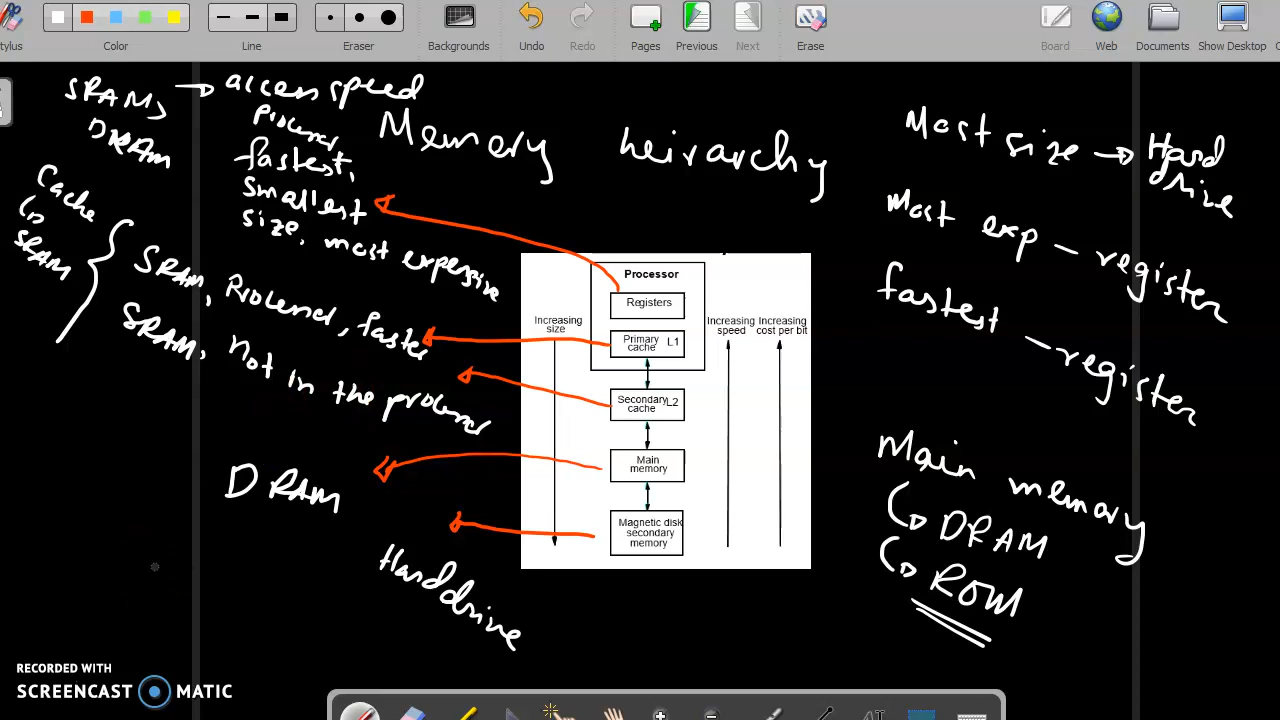 Stylus
Color
Line
Eraser
Backgrounds
Undo
Redo
Pages
Previous
Next
Erase
Board
Web
Documents
Show Desktop
SRAM,
DRAM
→ access speed
Memory heirarchy
fastest,
smallest
size, most expensive
Cache
↳ SRAM
SRAM, Processor, faster
SRAM, not in the processor
DRAM
Harddrive
Processor
Registers
Primary
cache L1
Secondary
cache L2
Main
memory
Magnetic disk
secondary
memory
Increasing
size
Increasing
speed
Increasing
cost per bit
Most size → Hard
drive
Most exp - register
fastest - register
Main memory
↳ DRAM
↳ ROM
RECORDED WITH
SCREENCAST MATIC